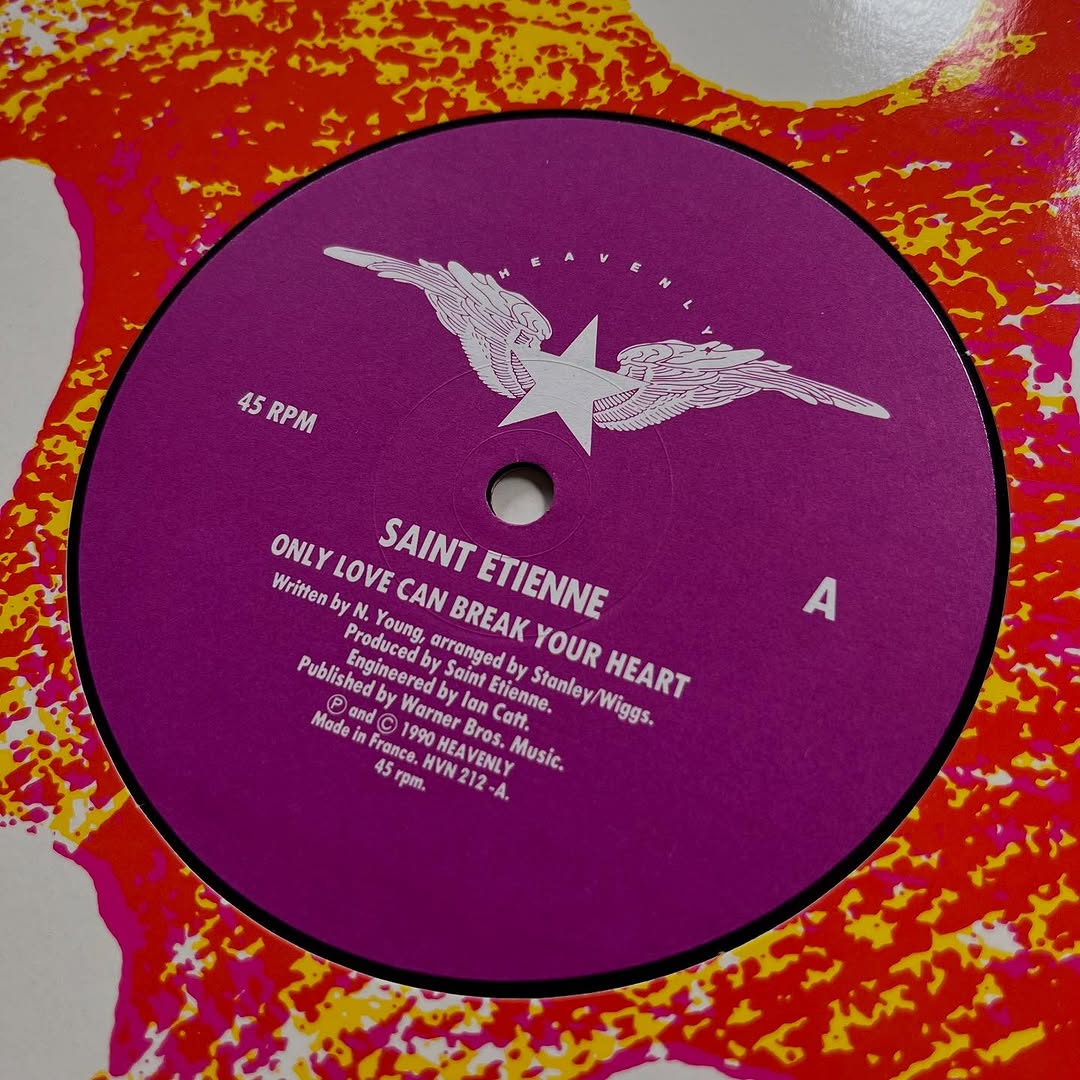 HEAVENLY
45 RPM
SAINT ETIENNE
A
ONLY LOVE CAN BREAK YOUR HEART
Written by N. Young, arranged by Stanley/Wiggs.
Produced by Saint Etienne.
Engineered by Ian Catt.
Published by Warner Bros. Music.
Ⓟ and © 1990 HEAVENLY
Made in France. HVN 212 -A.
45 rpm.